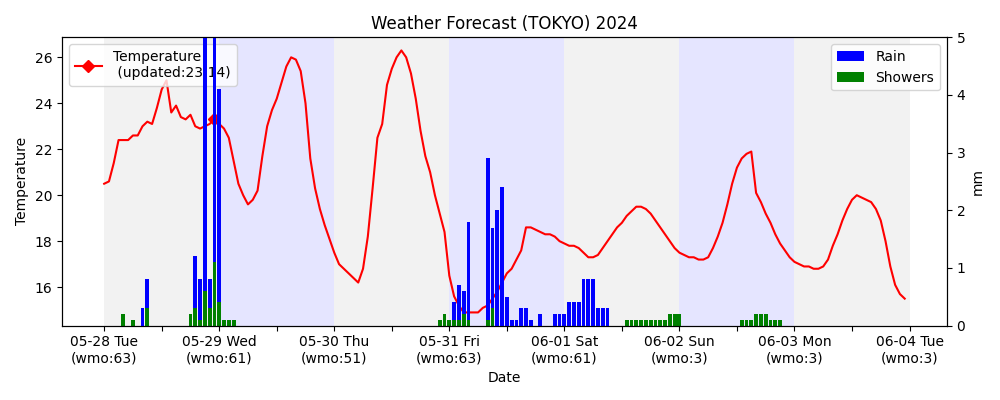 Weather Forecast (TOKYO) 2024
Temperature
(updated:23:14)
Rain
Showers
26
24
22
20
18
16
Temperature
5
4
3
2
1
0
mm
05-28 Tue
(wmo:63)
05-29 Wed
(wmo:61)
05-30 Thu
(wmo:51)
05-31 Fri
(wmo:63)
06-01 Sat
(wmo:61)
06-02 Sun
(wmo:3)
06-03 Mon
(wmo:3)
06-04 Tue
(wmo:3)
Date